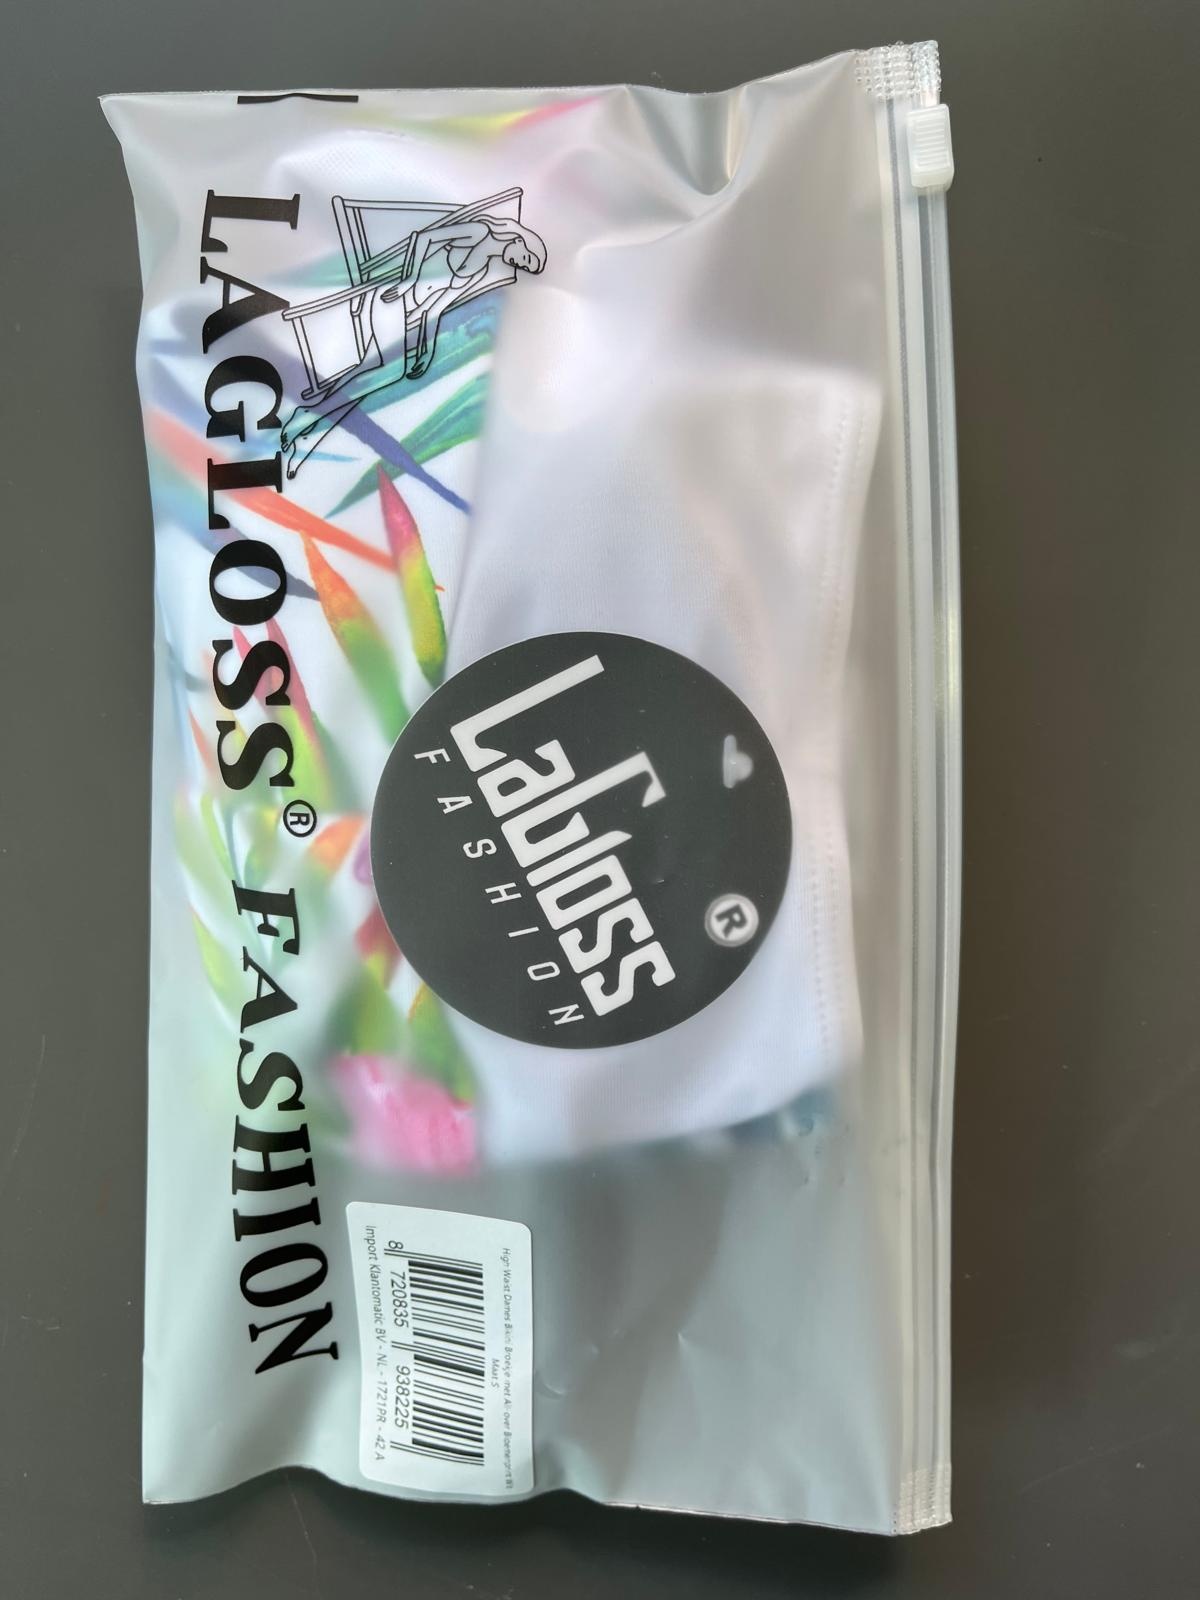 LAGLOSS® FASHION
LaGloss®
FASHION
High Waist Dames Bikini Broekje met All-over Bloemenprint Wit
Maat S
8 720835 938225
Import Klantomatic BV - NL - 1721PR - 42 A